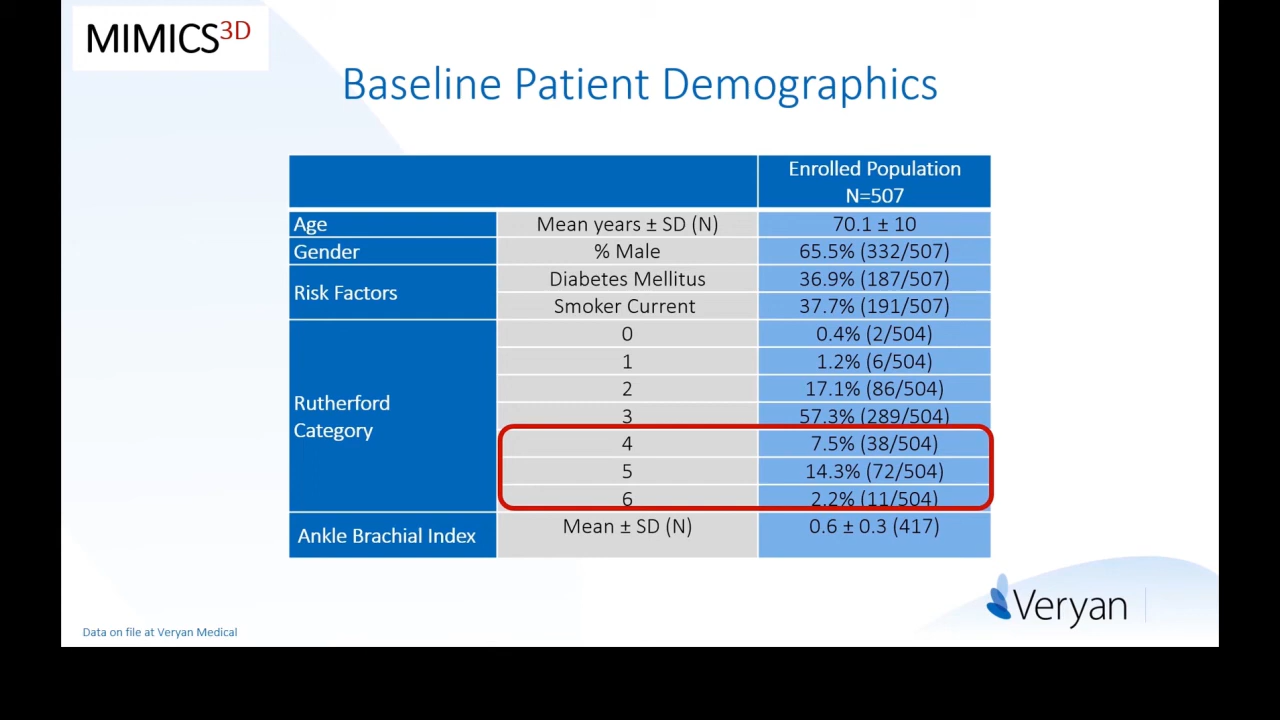 MIMICS3D
Baseline Patient Demographics
Enrolled Population
N=507
Age Mean years ± SD (N) 70.1 ± 10
Gender % Male 65.5% (332/507)
Risk Factors Diabetes Mellitus 36.9% (187/507)
Smoker Current 37.7% (191/507)
Rutherford Category 0 0.4% (2/504)
1 1.2% (6/504)
2 17.1% (86/504)
3 57.3% (289/504)
4 7.5% (38/504)
5 14.3% (72/504)
6 2.2% (11/504)
Ankle Brachial Index Mean ± SD (N) 0.6 ± 0.3 (417)
Veryan
Data on file at Veryan Medical